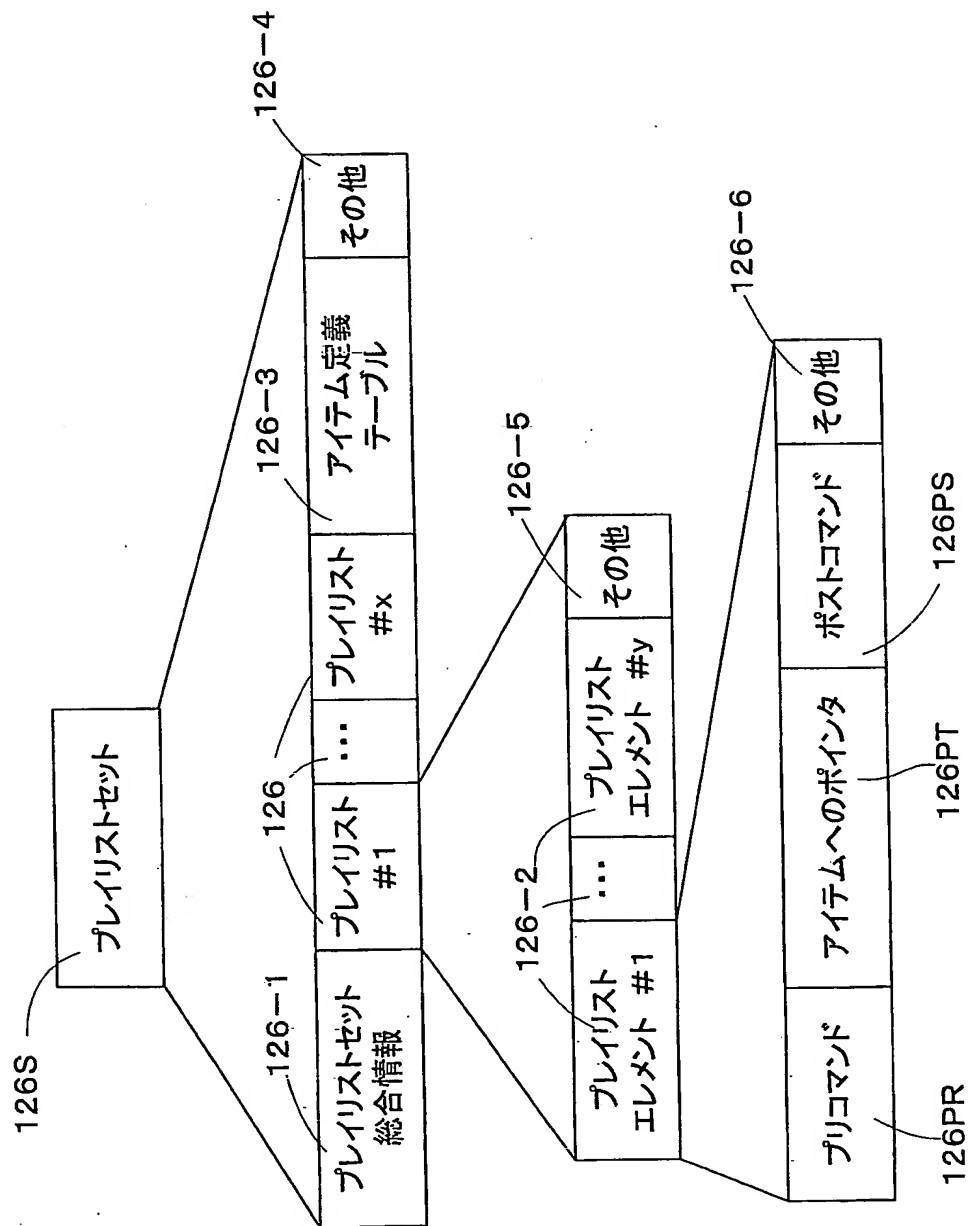 126S
プレイリストセット
126-1
126
126-3
126-4
プレイリストセット
総合情報
プレイリスト
#1
...
プレイリスト
#x
アイテム定義
テーブル
その他
126-2
126-5
プレイリスト
エレメント #1
...
プレイリスト
エレメント #y
その他
126-6
プリコマンド
アイテムへのポインタ
ポストコマンド
その他
126PR
126PT
126PS